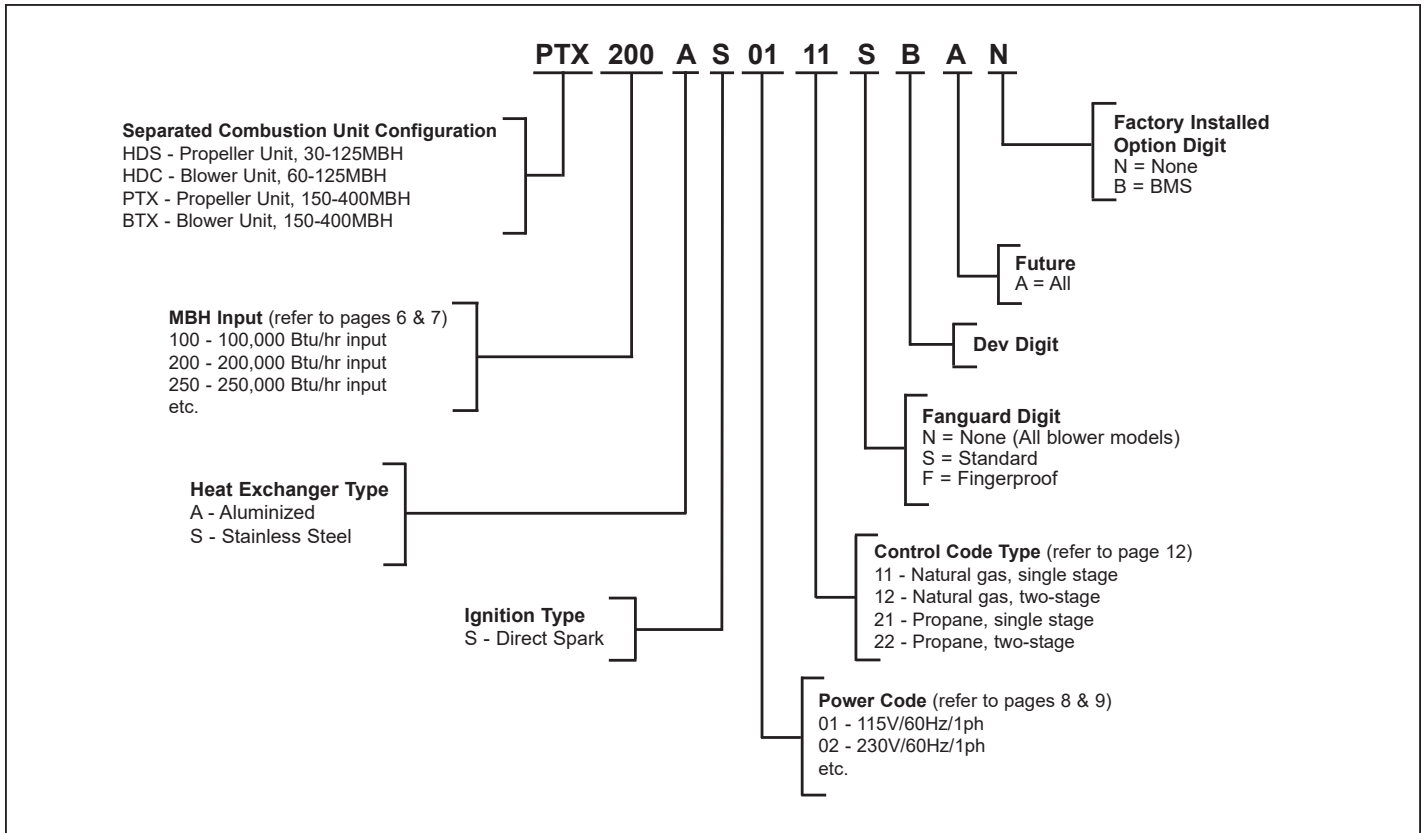 PTX 200 A S 01 11 S B A N
Separated Combustion Unit Configuration
HDS - Propeller Unit, 30-125MBH
HDC - Blower Unit, 60-125MBH
PTX - Propeller Unit, 150-400MBH
BTX - Blower Unit, 150-400MBH
Factory Installed
Option Digit
N = None
B = BMS
Future
A = All
MBH Input (refer to pages 6 & 7)
100 - 100,000 Btu/hr input
200 - 200,000 Btu/hr input
250 - 250,000 Btu/hr input
etc.
Dev Digit
Fanguard Digit
N = None (All blower models)
S = Standard
F = Fingerproof
Heat Exchanger Type
A - Aluminized
S - Stainless Steel
Control Code Type (refer to page 12)
11 - Natural gas, single stage
12 - Natural gas, two-stage
21 - Propane, single stage
22 - Propane, two-stage
Ignition Type
S - Direct Spark
Power Code (refer to pages 8 & 9)
01 - 115V/60Hz/1ph
02 - 230V/60Hz/1ph
etc.